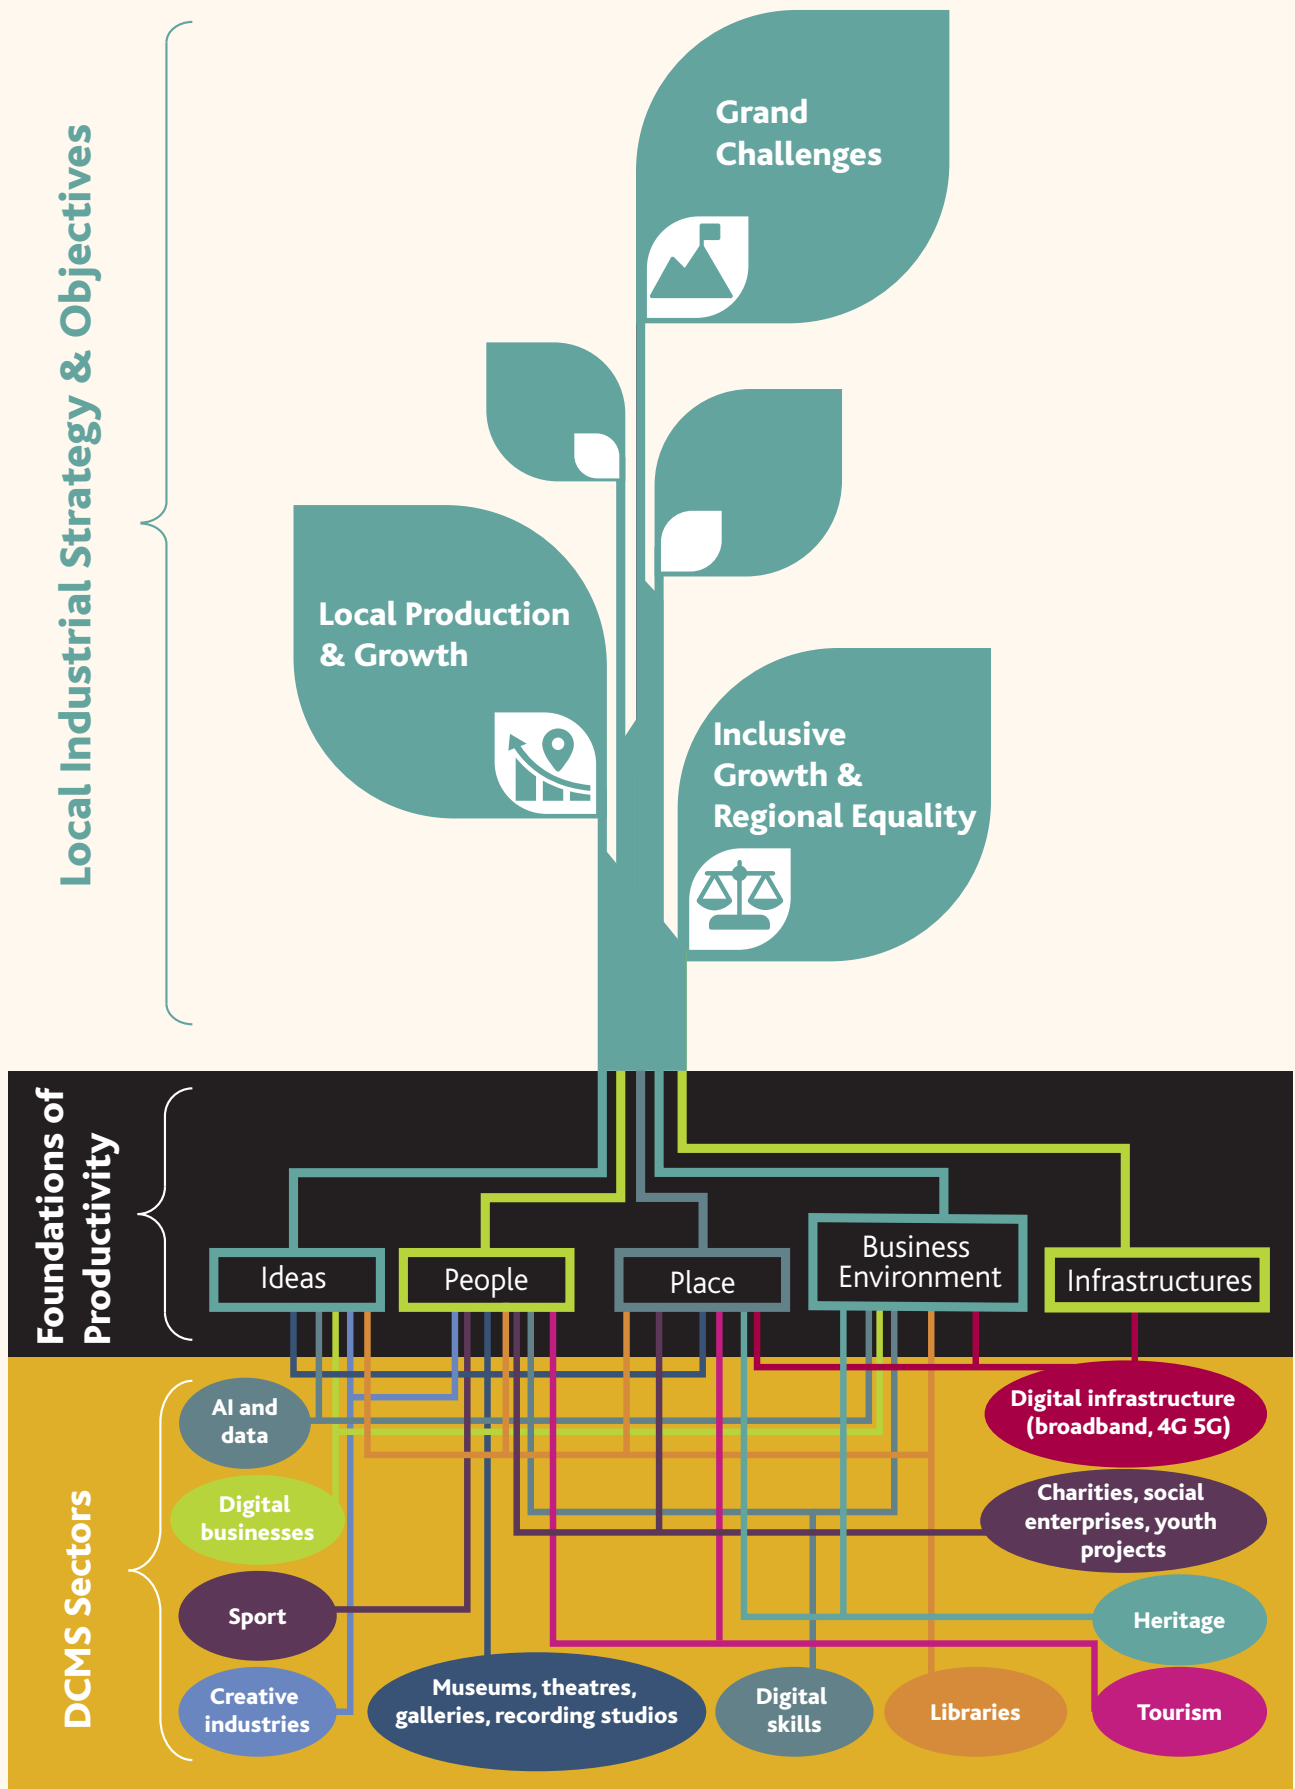 Local Industrial Strategy & Objectives
Grand
Challenges
Local Production
& Growth
Inclusive
Growth &
Regional Equality
Foundations of
Productivity
Ideas
People
Place
Business
Environment
Infrastructures
DCMS Sectors
AI and
data
Digital
businesses
Sport
Creative
industries
Museums, theatres,
galleries, recording studios
Digital
skills
Libraries
Digital infrastructure
(broadband, 4G 5G)
Charities, social
enterprises, youth
projects
Heritage
Tourism